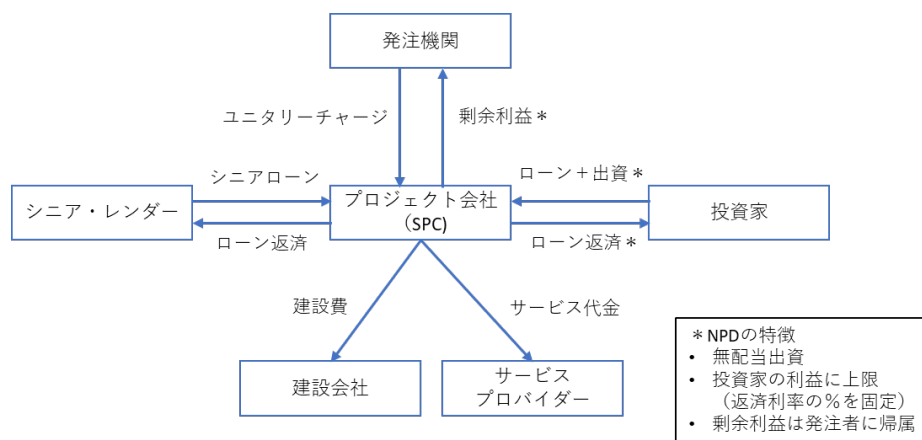 発注機関
ユニタリーチャージ
剰余利益＊
シニアローン
ローン＋出資＊
シニア・レンダー
プロジェクト会社
（SPC)
投資家
ローン返済
ローン返済＊
建設費
サービス代金
建設会社
サービス
プロバイダー
＊NPDの特徴
• 無配当出資
• 投資家の利益に上限
（返済利率の％を固定）
• 剰余利益は発注者に帰属